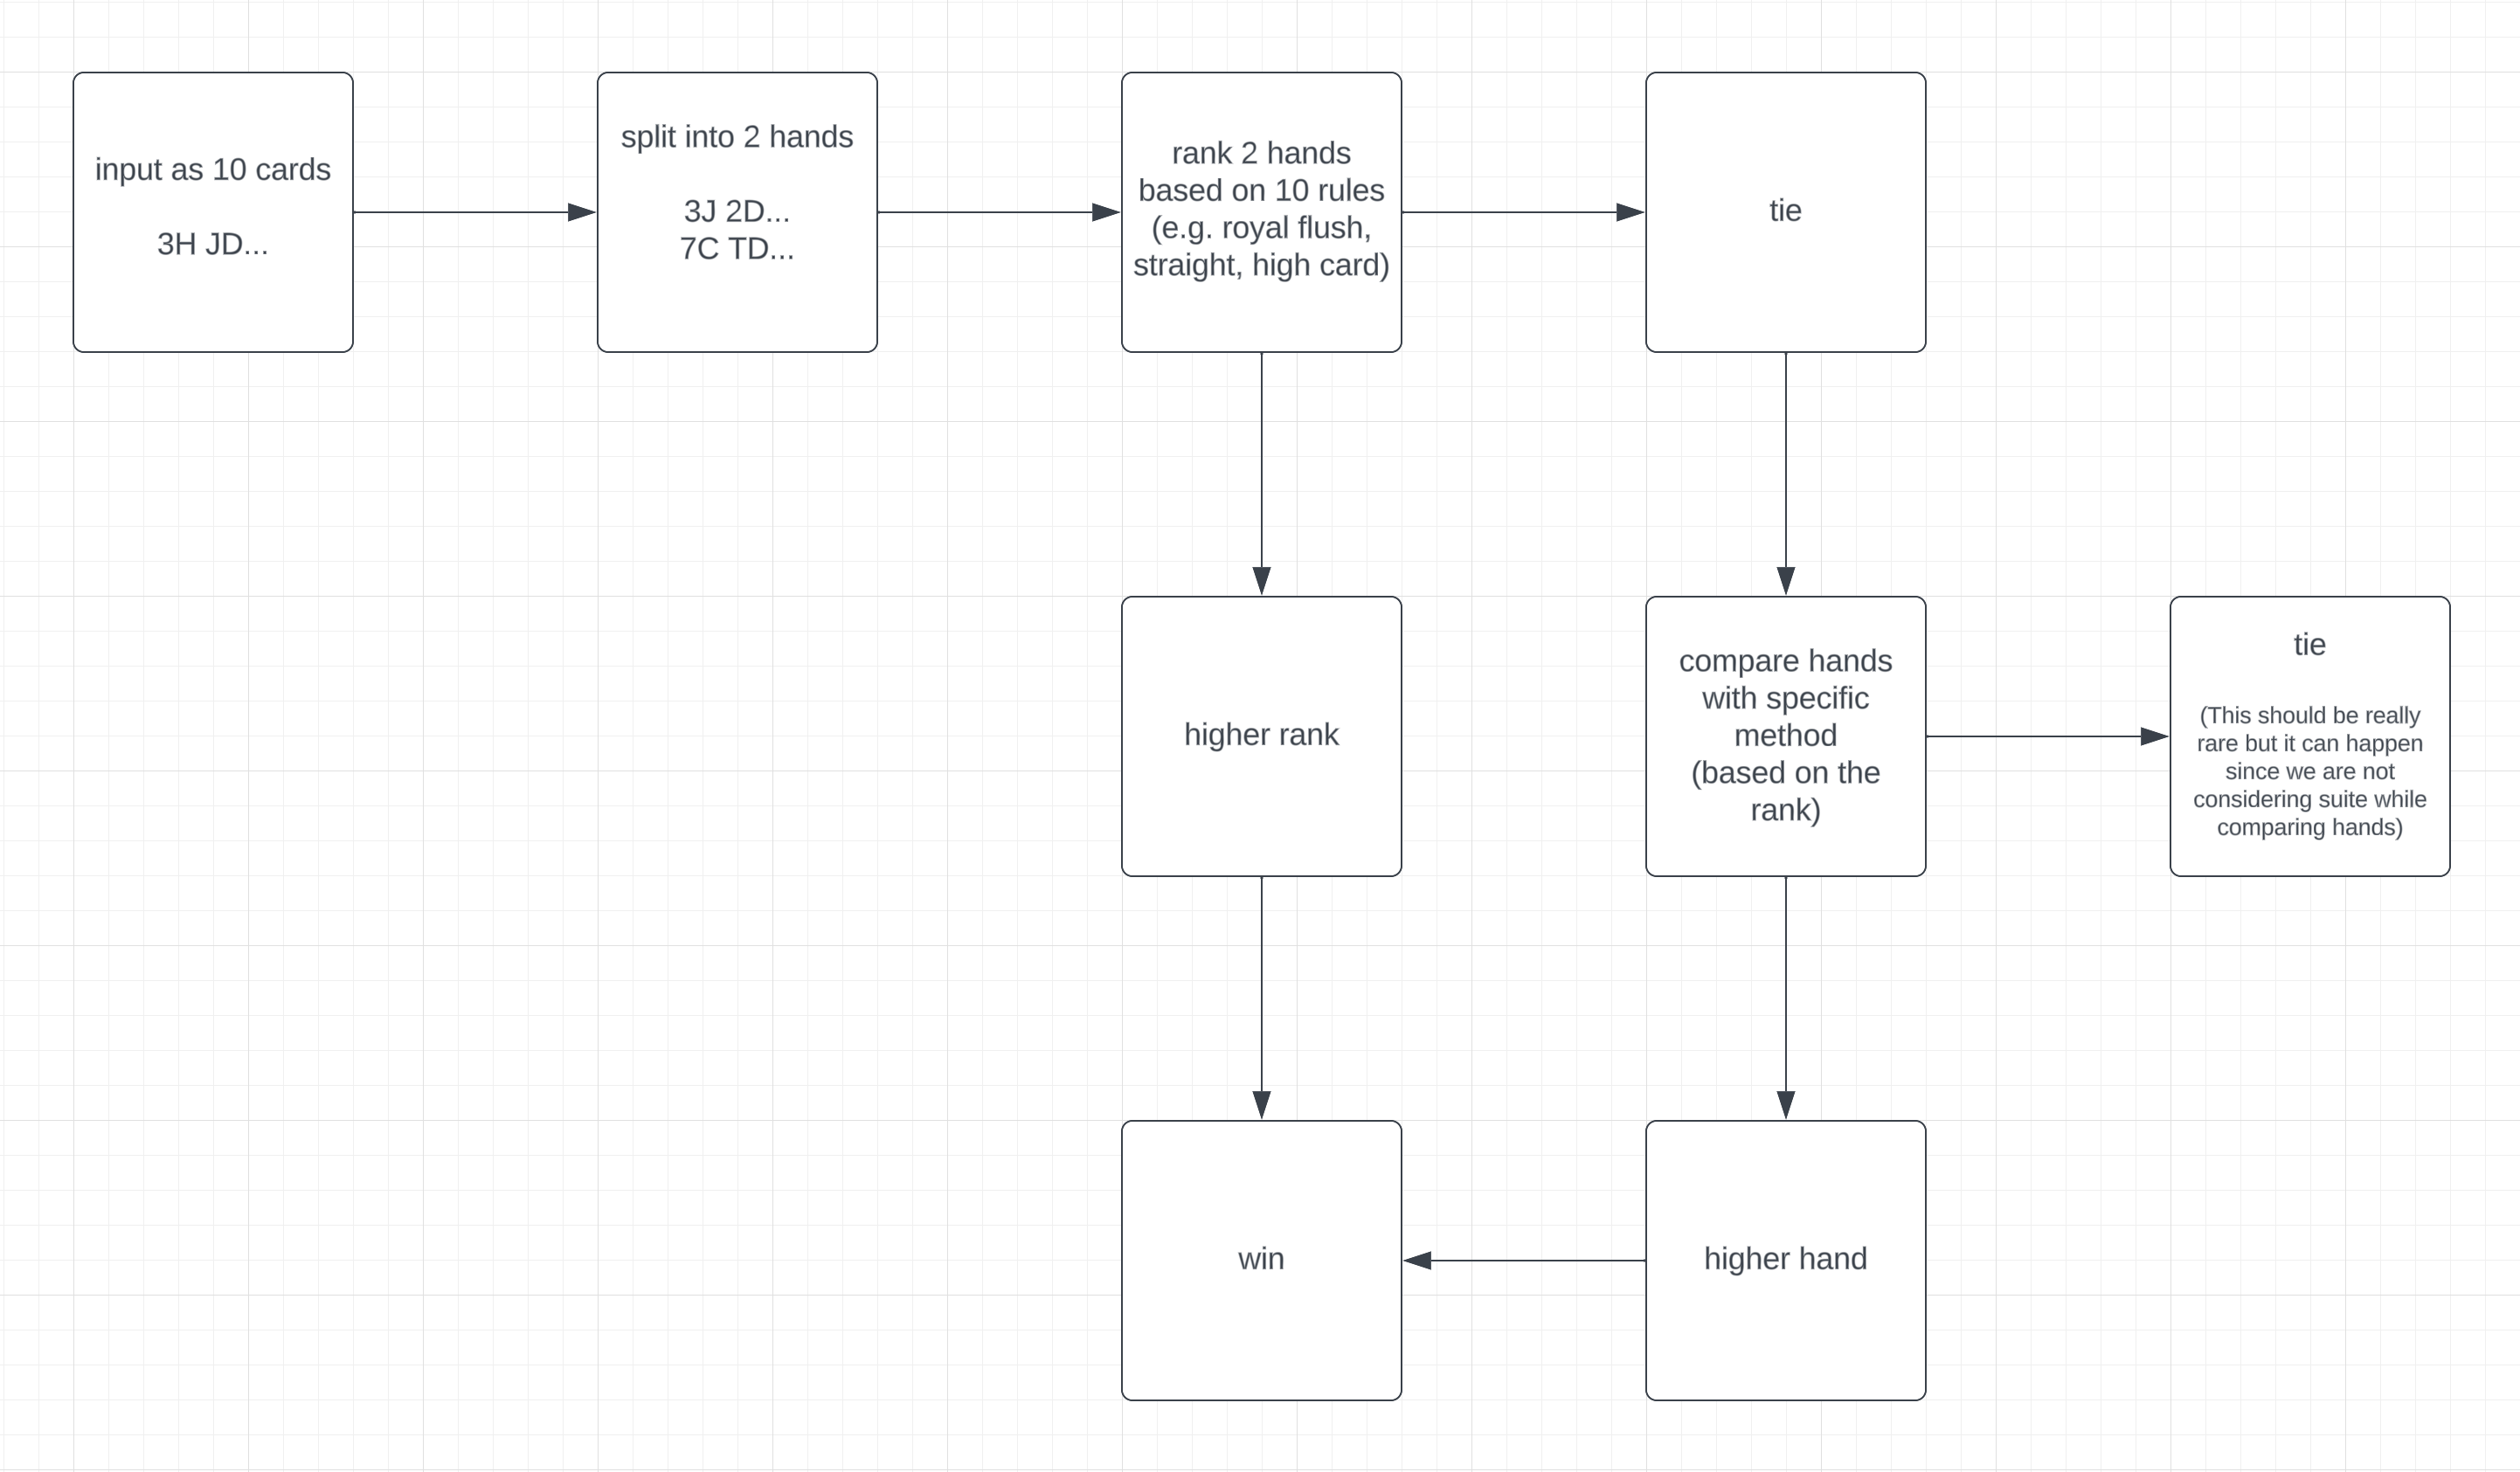 input as 10 cards
3H JD...
split into 2 hands
3J 2D...
7C TD...
rank 2 hands
based on 10 rules
(e.g. royal flush,
straight, high card)
tie
higher rank
compare hands
with specific
method
(based on the
rank)
tie
(This should be really
rare but it can happen
since we are not
considering suite while
comparing hands)
win
higher hand